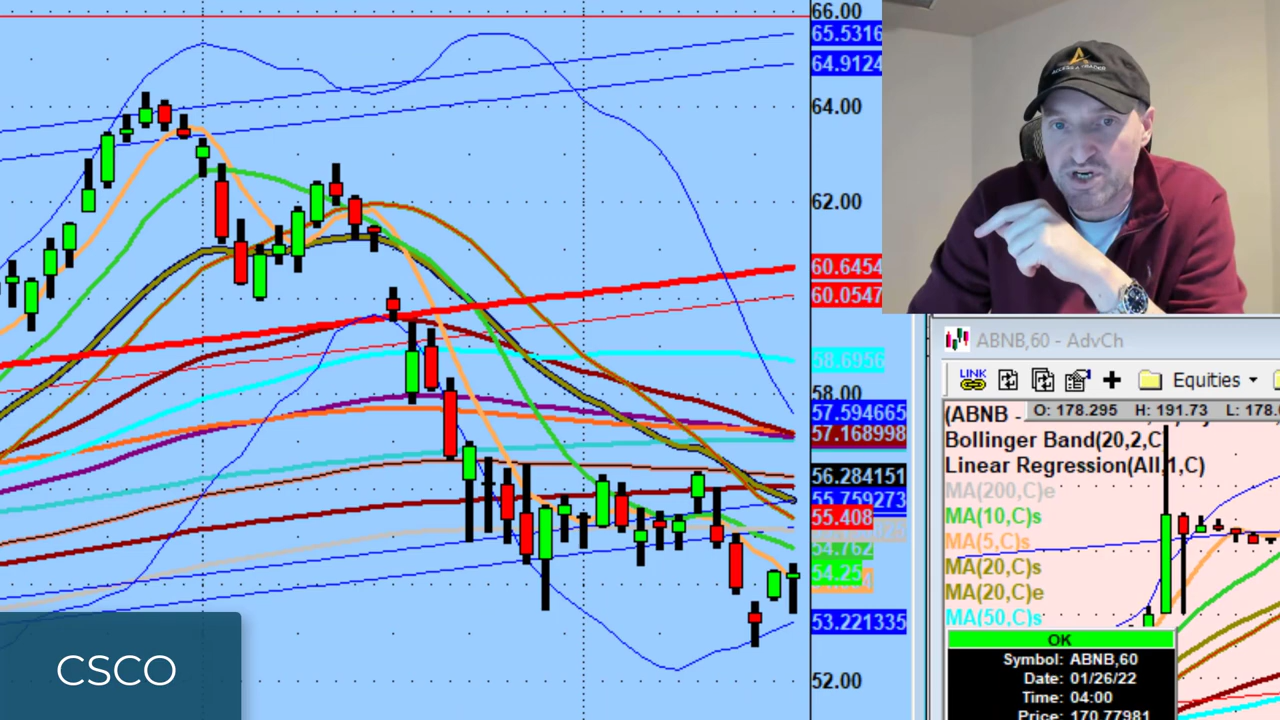 66.00
65.5316
64.9124
64.00
62.00
60.6454
60.0547
58.6956
58.00
57.594665
57.168998
56.284151
55.759273
55.408
54.762
54.25
53.221335
52.00
CSCO
ABNB,60 - AdvCh
LINK
Equities
(ABNB -
O: 178.295 H: 191.73 L: 178.
Bollinger Band(20,2,C
Linear Regression(All,1,C)
MA(200,C)e
MA(10,C)s
MA(5,C)s
MA(20,C)s
MA(20,C)e
MA(50,C)s
OK
Symbol: ABNB,60
Date: 01/26/22
Time: 04:00
Price: 170.77981